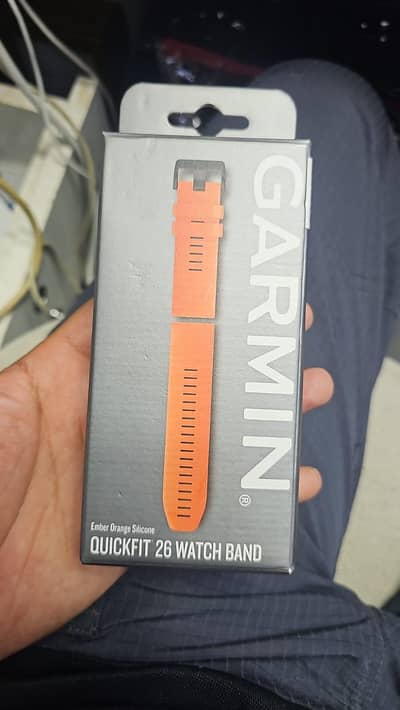 GARMIN®
Ember Orange Silicone
QUICKFIT 26 WATCH BAND